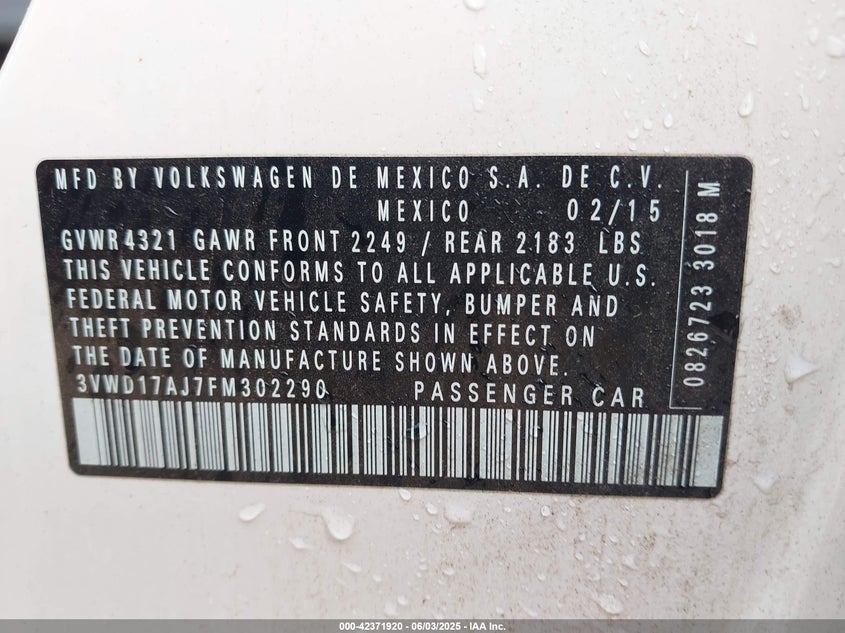 MFD BY VOLKSWAGEN DE MEXICO S.A. DE C.V.
MEXICO 02/15
GVWR 4321 GAWR FRONT 2249 / REAR 2183 LBS
THIS VEHICLE CONFORMS TO ALL APPLICABLE U.S.
FEDERAL MOTOR VEHICLE SAFETY, BUMPER AND
THEFT PREVENTION STANDARDS IN EFFECT ON
THE DATE OF MANUFACTURE SHOWN ABOVE.
3VWD17AJ7FM302290 PASSENGER CAR
0826723 3018 M
000-42371920 - 06/03/2025 - IAA Inc.